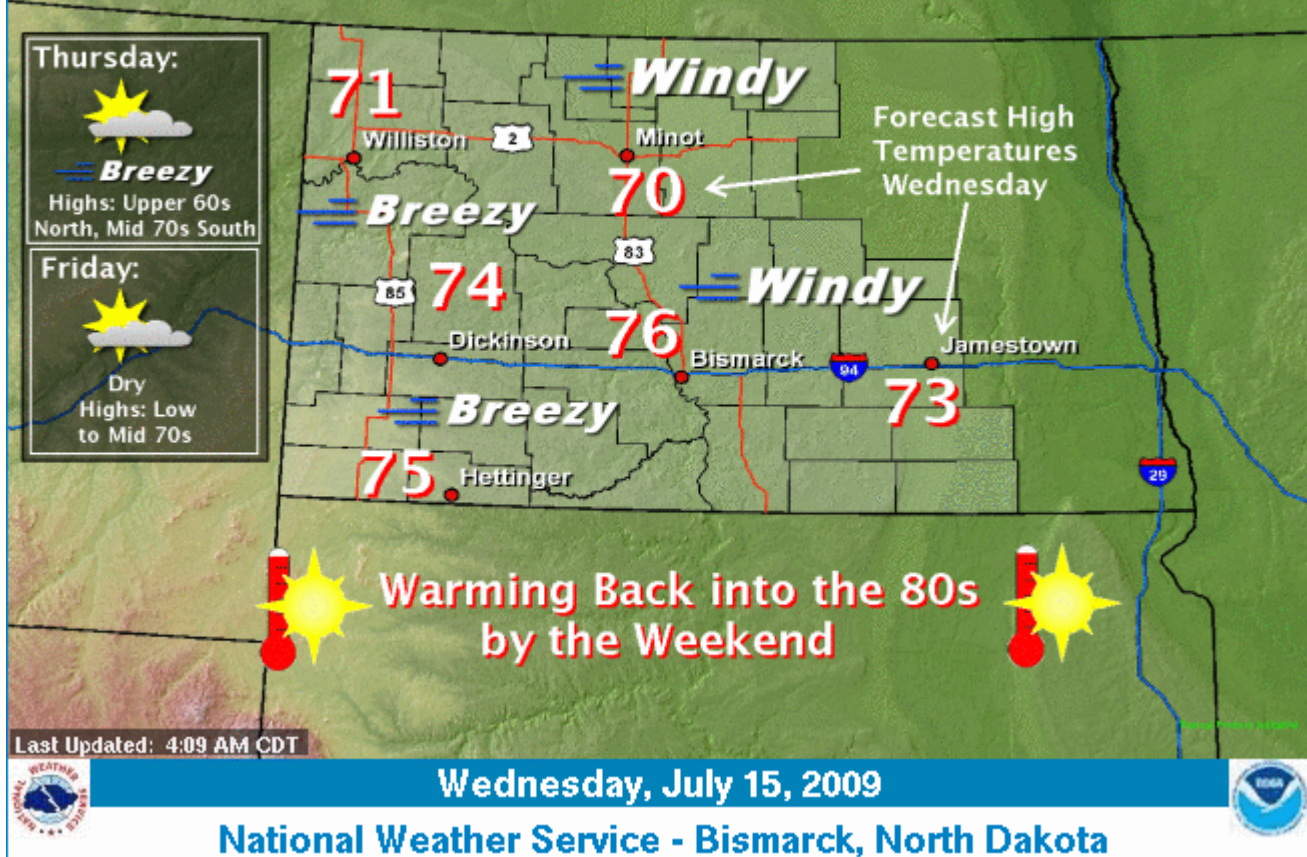 Thursday:
Breezy
Highs: Upper 60s
North, Mid 70s South
Friday:
Dry
Highs: Low
to Mid 70s
71
Williston
2
Windy
Minot
70
Forecast High
Temperatures
Wednesday
Breezy
83
85
74
Windy
76
Dickinson
Bismarck
94
Jamestown
73
Breezy
75
Hettinger
29
Warming Back into the 80s
by the Weekend
Last Updated: 4:09 AM CDT
NATIONAL WEATHER SERVICE
Wednesday, July 15, 2009
National Weather Service - Bismarck, North Dakota